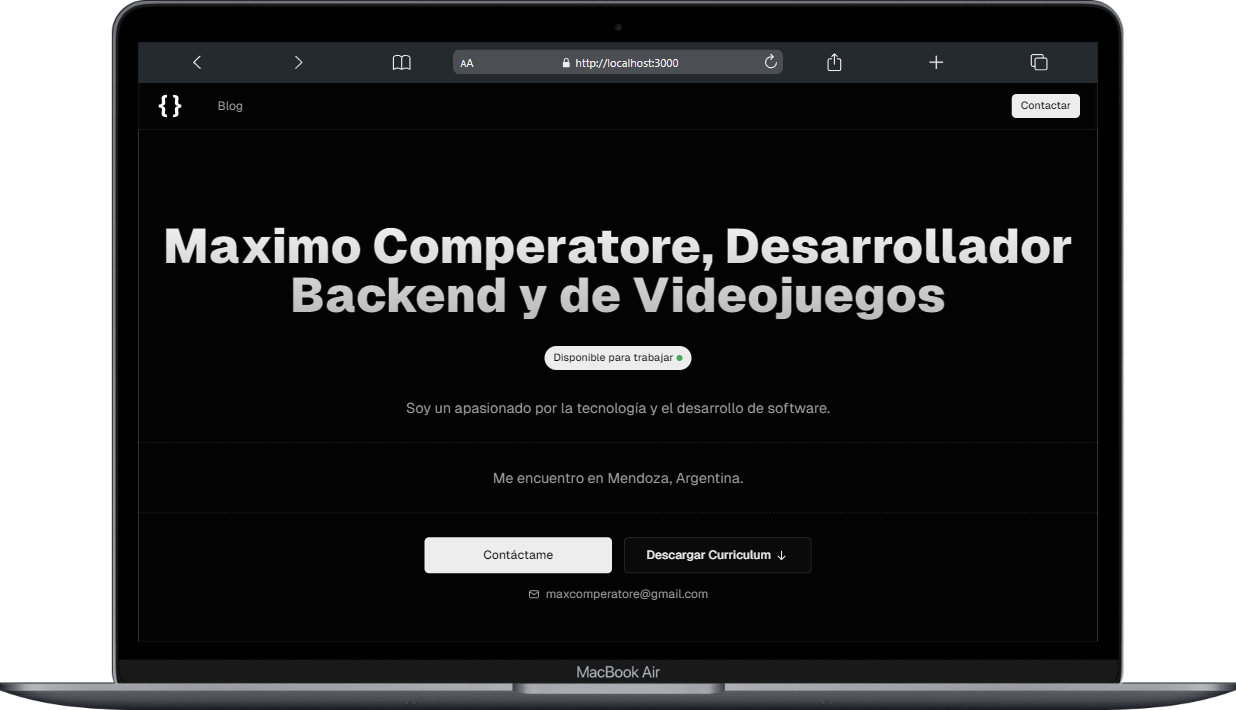 AA
http://localhost:3000
{ }
Blog
Contactar
Maximo Comperatore, Desarrollador
Backend y de Videojuegos
Disponible para trabajar
Soy un apasionado por la tecnología y el desarrollo de software.
Me encuentro en Mendoza, Argentina.
Contáctame
Descargar Curriculum ↓
maxcomperatore@gmail.com
MacBook Air